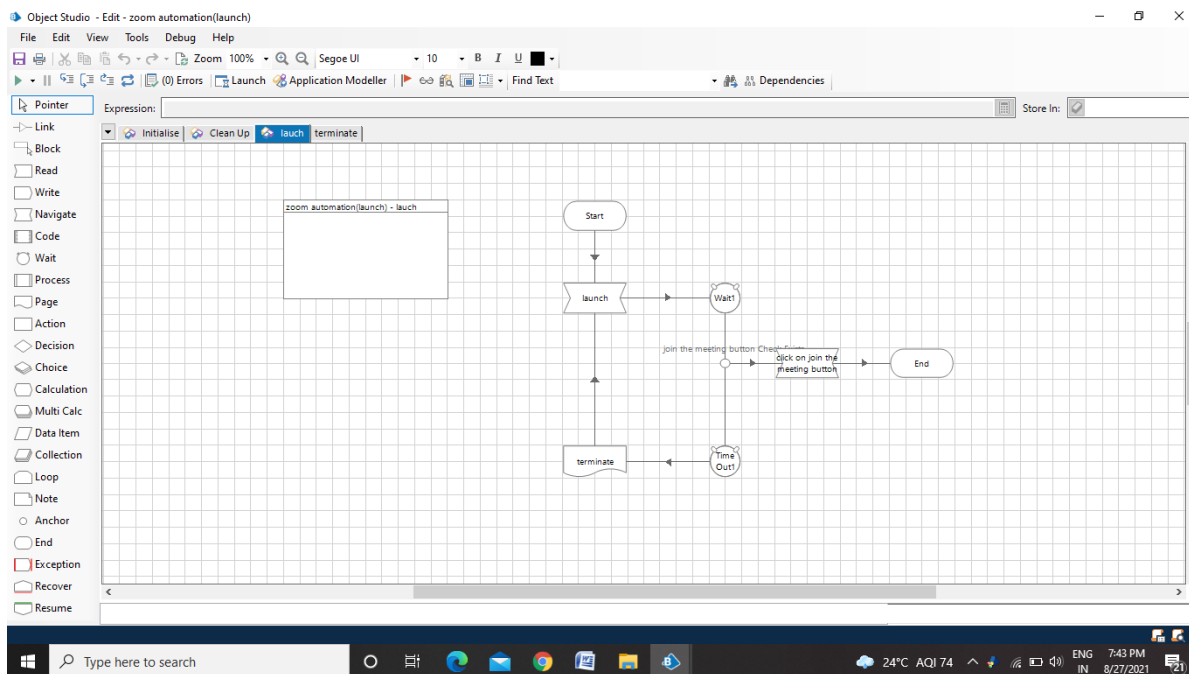 Object Studio - Edit - zoom automation(launch)
File Edit View Tools Debug Help
Zoom 100% Segoe UI 10 B I U
(0) Errors Launch Application Modeller Find Text Dependencies
Pointer
Expression:
Store In:
Link
Initialise Clean Up lauch terminate
Block
Read
Write
Navigate
Code
Wait
Process
Page
Action
Decision
Choice
Calculation
Multi Calc
Data Item
Collection
Loop
Note
Anchor
End
Exception
Recover
Resume
zoom automation(launch) - lauch
Start
launch
Wait1
join the meeting button Check Exists
click on join the
meeting button
End
terminate
Time
Out1
Type here to search
24°C AQI 74
ENG
IN
7:43 PM
8/27/2021
21